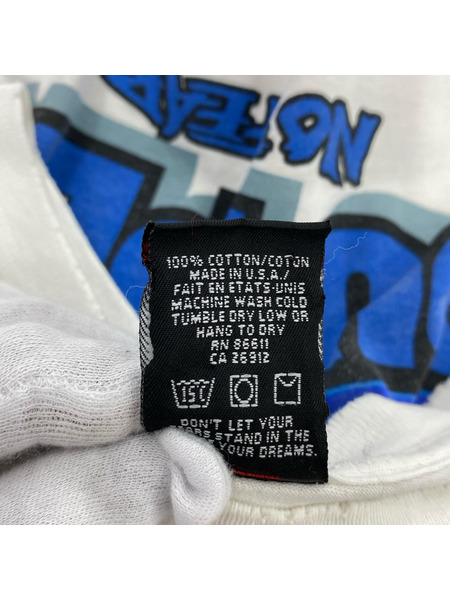 NO FEAR
100% COTTON/COTON
MADE IN U.S.A./
FAIT EN ETATS-UNIS
MACHINE WASH COLD
TUMBLE DRY LOW OR
HANG TO DRY
RN 86611
CA 26912
15C
DON'T LET YOUR
STAND IN THE
YOUR DREAMS.